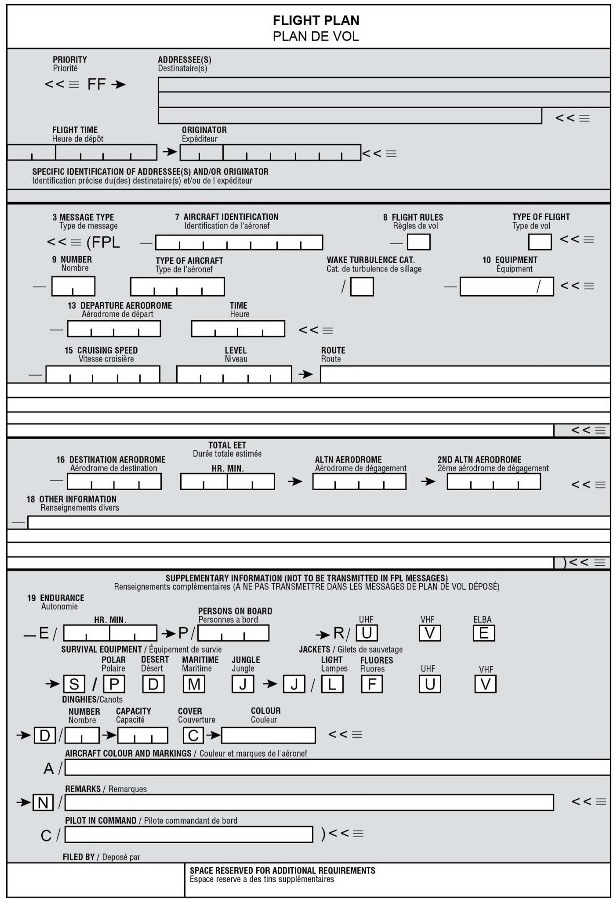 FLIGHT PLAN
PLAN DE VOL
PRIORITY ADDRESSEE(S)
Priorité Destinataire(s)
<<≡ FF →
<<≡
FLIGHT TIME ORIGINATOR
Heure de dépôt Expéditeur
→ <<≡
SPECIFIC IDENTIFICATION OF ADDRESSEE(S) AND/OR ORIGINATOR
Identification précise du(des) destinataire(s) et/ou de l'expéditeur
3 MESSAGE TYPE 7 AIRCRAFT IDENTIFICATION 8 FLIGHT RULES TYPE OF FLIGHT
Type de message Identification de l'aéronef Règles de vol Type de vol
<<≡ (FPL — — <<≡
9 NUMBER TYPE OF AIRCRAFT WAKE TURBULENCE CAT. 10 EQUIPMENT
Nombre Type de l'aéronef Cat. de turbulence de sillage Équipment
— / — / <<≡
13 DEPARTURE AERODROME TIME
Aérodrome de départ Heure
— <<≡
15 CRUISING SPEED LEVEL ROUTE
Vitesse croisière Niveau Route
— →
<<≡
TOTAL EET
16 DESTINATION AERODROME Durée totale estimée ALTN AERODROME 2ND ALTN AERODROME
Aérodrome de destination HR. MIN. Aérodrome de dégagement 2ème aérodrome de dégagement
— → → <<≡
18 OTHER INFORMATION
Renseignements divers
—
)<<≡
SUPPLEMENTARY INFORMATION (NOT TO BE TRANSMITTED IN FPL MESSAGES)
Renseignements complémentaires (A NE PAS TRANSMETTRE DANS LES MESSAGES DE PLAN DE VOL DÉPOSÉ)
19 ENDURANCE
Autonomie
HR. MIN. PERSONS ON BOARD UHF VHF ELBA
Personnes a bord
—E/ →P/ →R/ U V E
SURVIVAL EQUIPMENT / Équipement de survie JACKETS / Gilets de sauvetage
POLAR DESERT MARITIME JUNGLE LIGHT FLUORES
Polaire Désert Maritime Jungle Lampes Fluores UHF VHF
→ S / P D M J → J / L F U V
DINGHIES/Canots
NUMBER CAPACITY COVER COLOUR
Nombre Capacité Couverture Couleur
→ D / → → C → <<≡
AIRCRAFT COLOUR AND MARKINGS / Couleur et marques de l'aéronef
A /
REMARKS / Remarques
→ N / <<≡
PILOT IN COMMAND / Pilote commandant de bord
C / )<<≡
FILED BY / Deposé par
SPACE RESERVED FOR ADDITIONAL REQUIREMENTS
Espace reserve a des tins supplémentaires